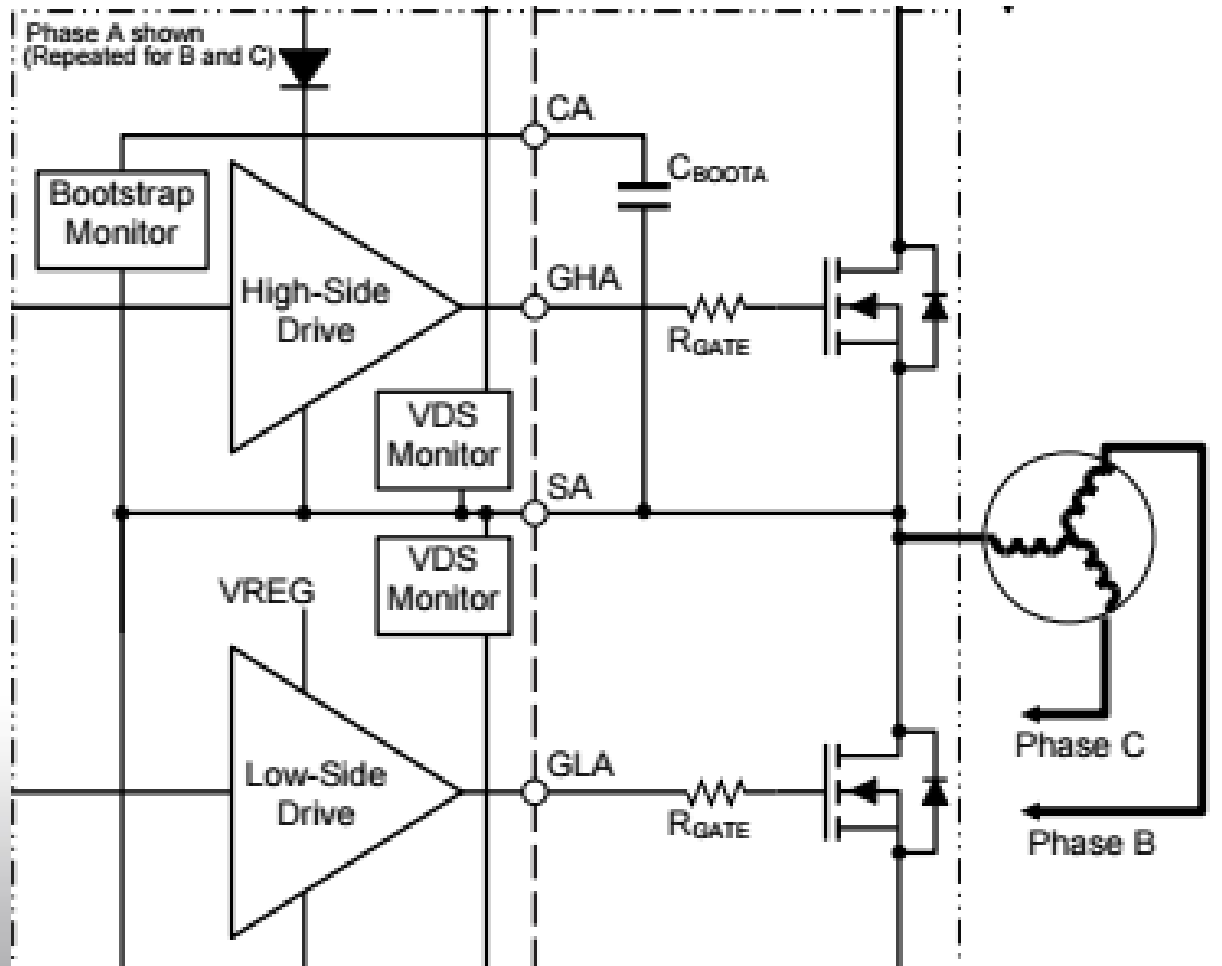 Phase A shown
(Repeated for B and C)
CA
CBOOTA
Bootstrap
Monitor
High-Side
Drive
GHA
RGATE
VDS
Monitor
SA
VDS
Monitor
VREG
Low-Side
Drive
GLA
RGATE
Phase C
Phase B